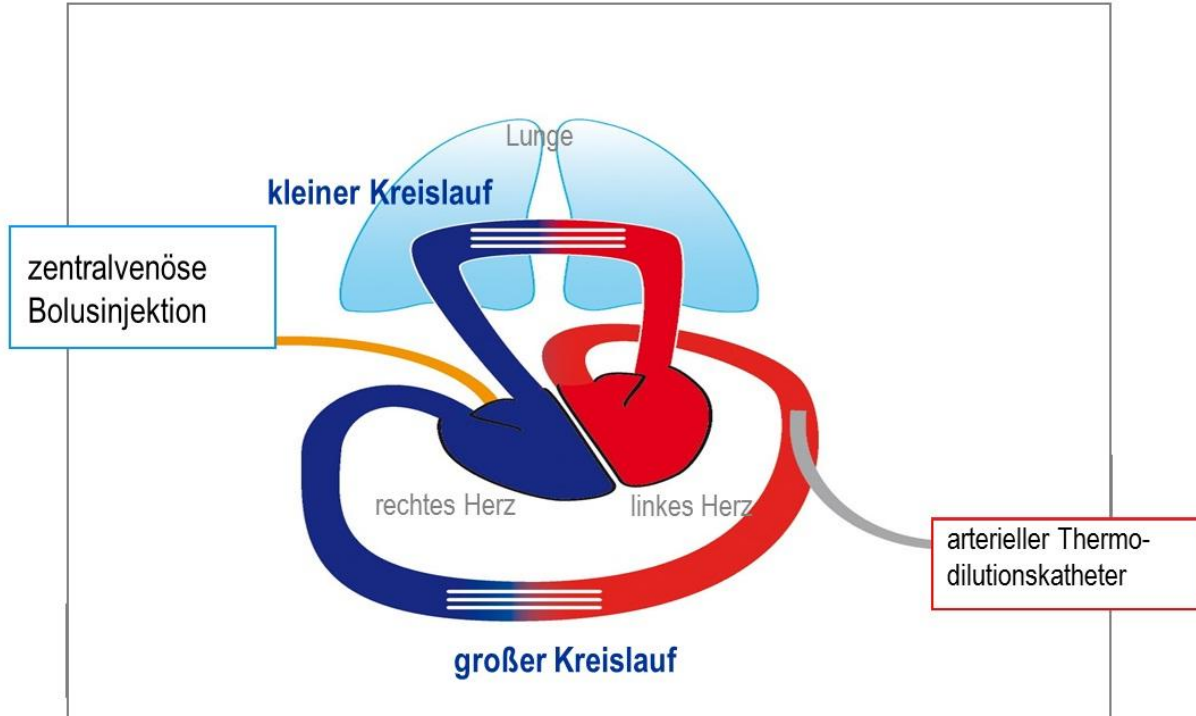 Lunge
kleiner Kreislauf
zentralvenöse
Bolusinjektion
rechtes Herz
linkes Herz
arterieller Thermo-
dilutionskatheter
großer Kreislauf